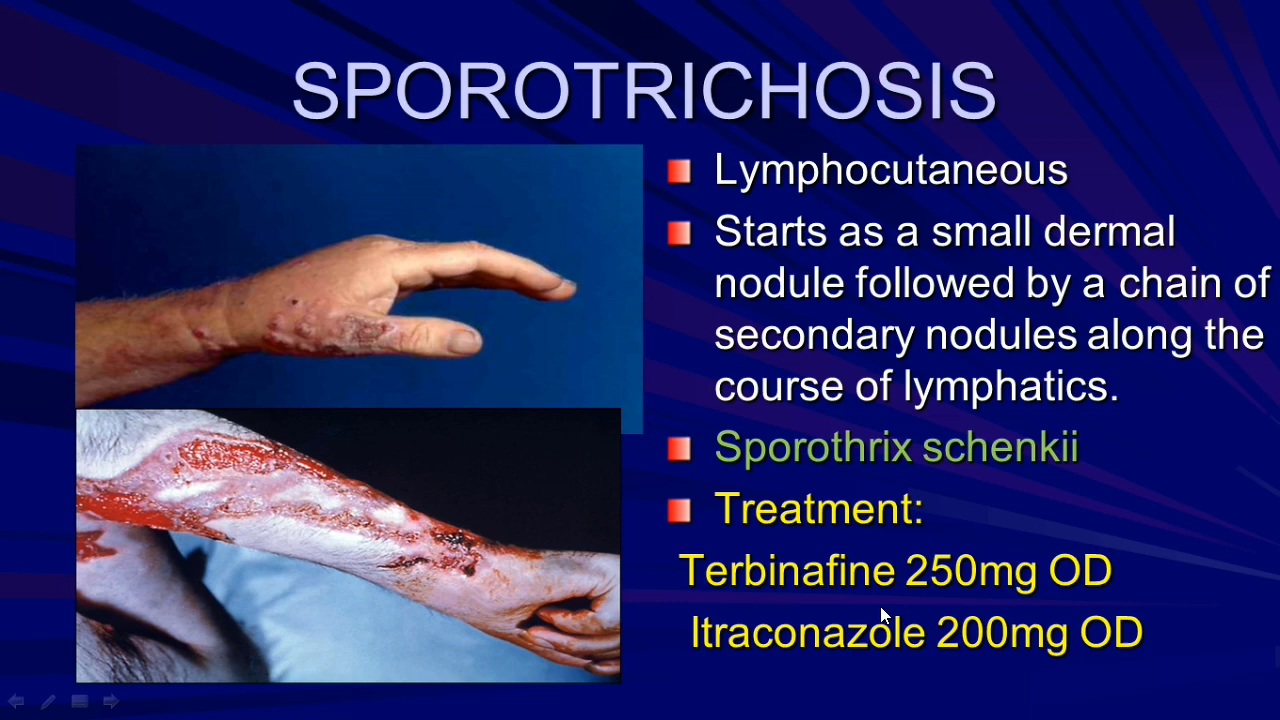 SPOROTRICHOSIS
Lymphocutaneous
Starts as a small dermal
nodule followed by a chain of
secondary nodules along the
course of lymphatics.
Sporothrix schenkii
Treatment:
Terbinafine 250mg OD
Itraconazole 200mg OD